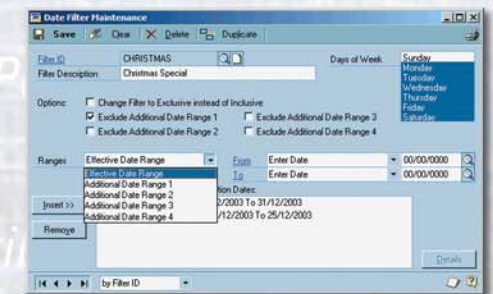 Date Filter Maintenance
Save Clear Delete Duplicate
Filter ID CHRISTMAS Days of Week Sunday
Monday
Tuesday
Wednesday
Thursday
Friday
Saturday
Filter Description Christmas Special
Options: Change Filter to Exclusive instead of Inclusive
Exclude Additional Date Range 1 Exclude Additional Date Range 3
Exclude Additional Date Range 2 Exclude Additional Date Range 4
Ranges Effective Date Range From Enter Date 00/00/0000
To Enter Date 00/00/0000
Effective Date Range
Additional Date Range 1
Additional Date Range 2
Additional Date Range 3
Additional Date Range 4
tion Dates:
2/2003 To 31/12/2003
/12/2003 To 25/12/2003
Insert >>
Remove
Details
by Filter ID